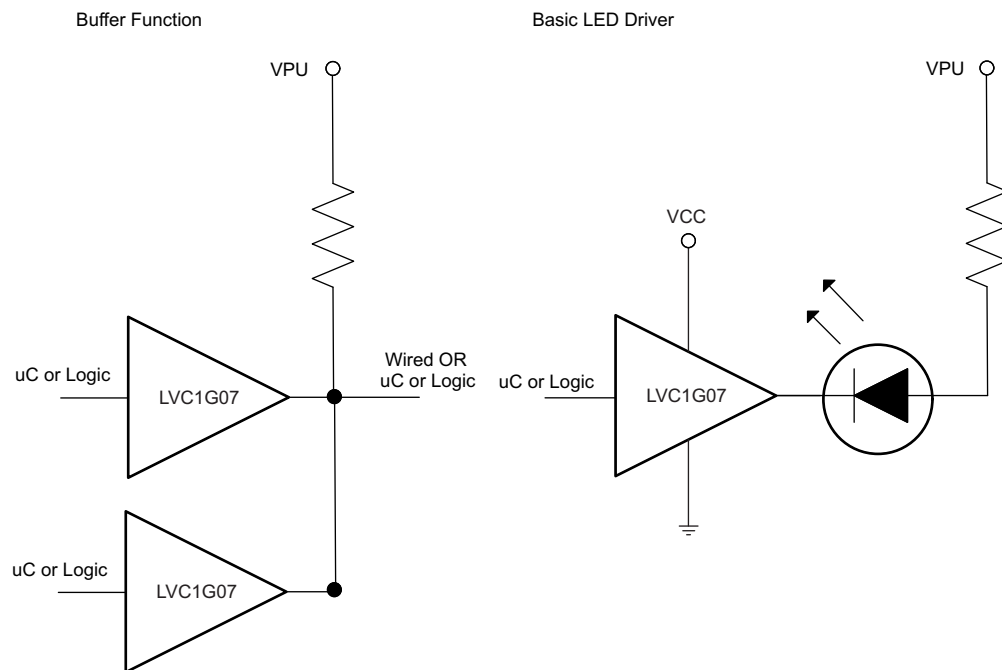 Buffer Function
VPU
uC or Logic
LVC1G07
Wired OR
uC or Logic
uC or Logic
LVC1G07
Basic LED Driver
VPU
VCC
uC or Logic
LVC1G07